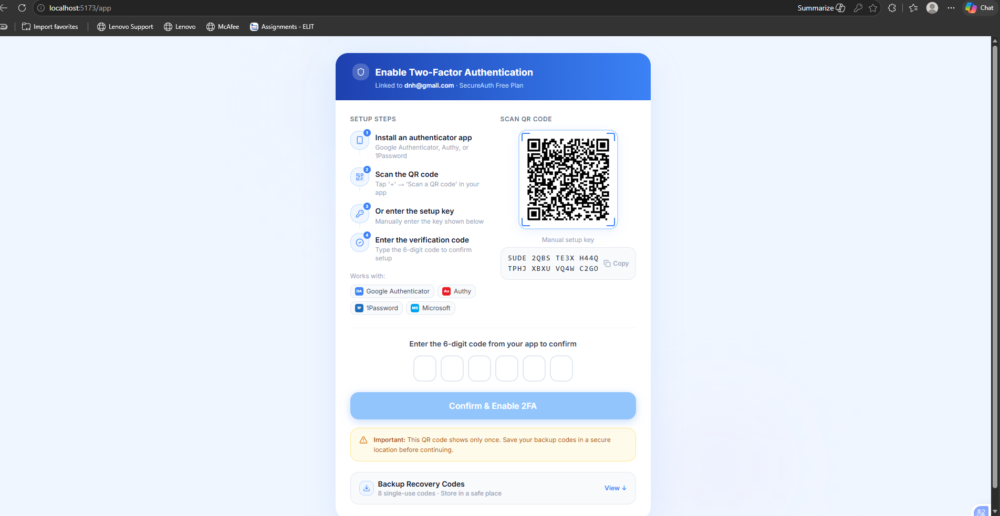 localhost:5173/app
Summarize
Chat
Import favorites
Lenovo Support
Lenovo
McAfee
Assignments - ELIT
Enable Two-Factor Authentication
Linked to dnh@gmail.com · SecureAuth Free Plan
SETUP STEPS
1
Install an authenticator app
Google Authenticator, Authy, or
1Password
2
Scan the QR code
Tap '+' → 'Scan a QR code' in your
app
3
Or enter the setup key
Manually enter the key shown below
4
Enter the verification code
Type the 6-digit code to confirm
setup
Works with:
GA Google Authenticator
Au Authy
1P 1Password
MS Microsoft
SCAN QR CODE
Manual setup key
5UDE 2QBS TE3X H44Q
TPHJ XBXU VQ4W C2GO
Copy
Enter the 6-digit code from your app to confirm
Confirm & Enable 2FA
Important: This QR code shows only once. Save your backup codes in a secure
location before continuing.
Backup Recovery Codes
8 single-use codes · Store in a safe place
View ↓